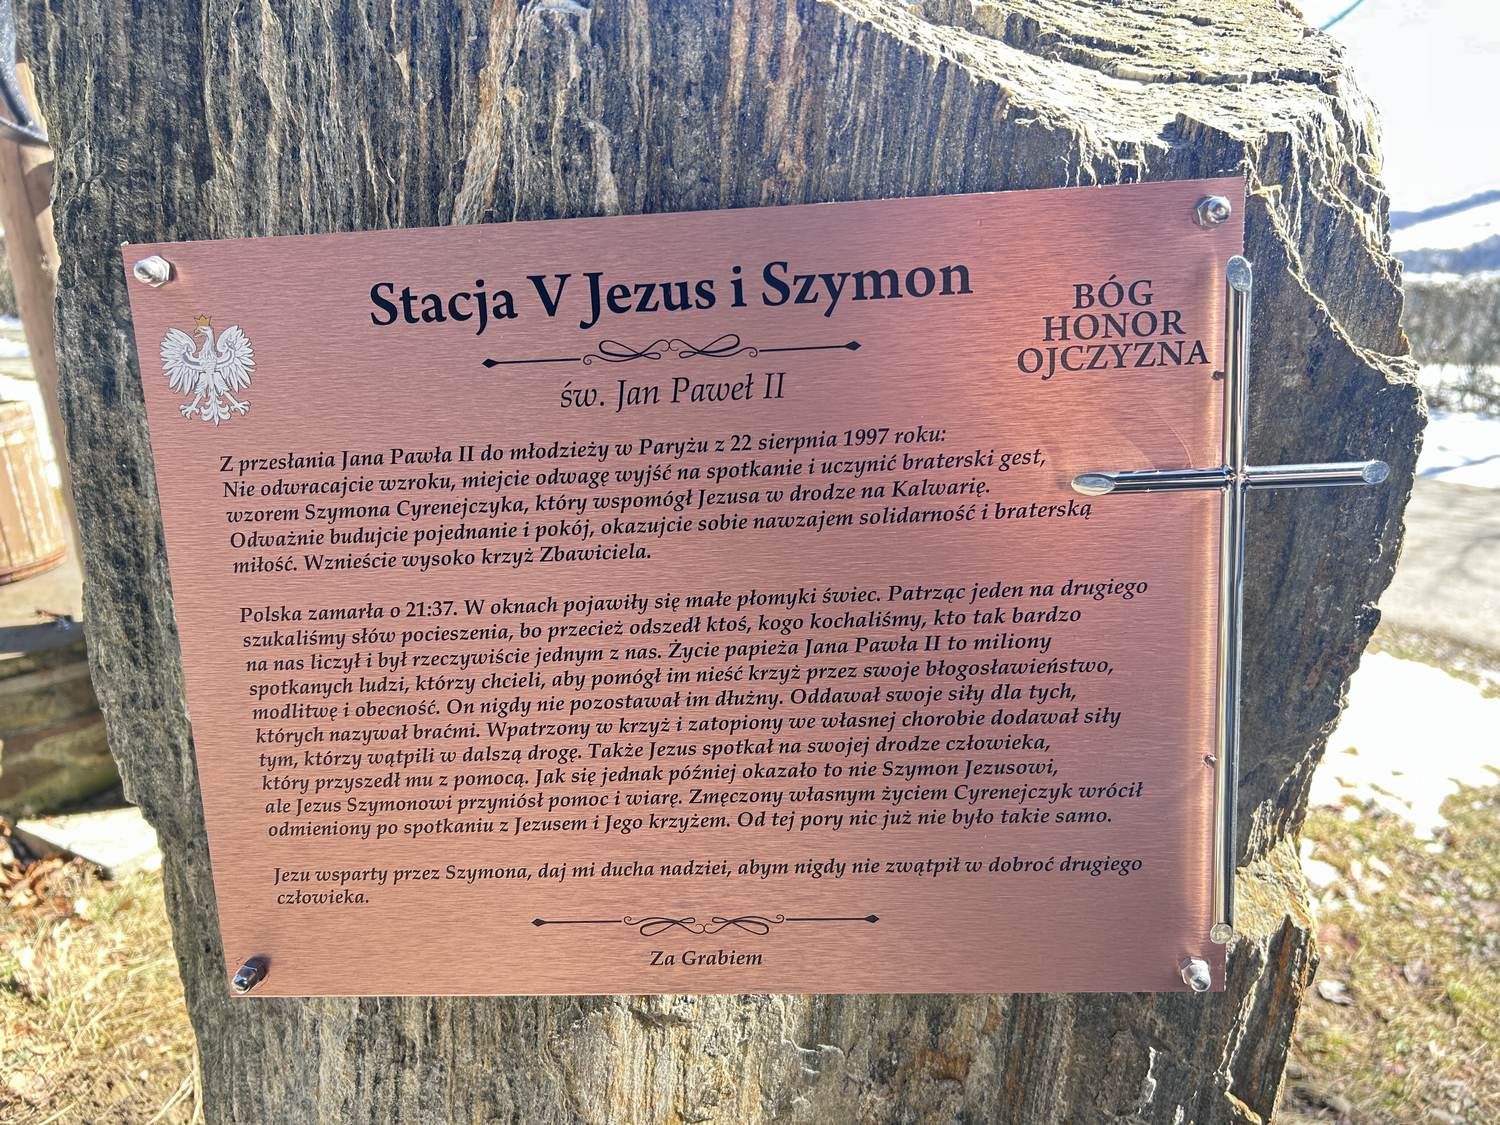 Stacja V Jezus i Szymon
BÓG
HONOR
OJCZYZNA
św. Jan Paweł II
Z przesłania Jana Pawła II do młodzieży w Paryżu z 22 sierpnia 1997 roku:
Nie odwracajcie wzroku, miejcie odwagę wyjść na spotkanie i uczynić braterski gest,
wzorem Szymona Cyrenejczyka, który wspomógł Jezusa w drodze na Kalwarię.
Odważnie budujcie pojednanie i pokój, okazujcie sobie nawzajem solidarność i braterską
miłość. Wznieście wysoko krzyż Zbawiciela.
Polska zamarła o 21:37. W oknach pojawiły się małe płomyki świec. Patrząc jeden na drugiego
szukaliśmy słów pocieszenia, bo przecież odszedł ktoś, kogo kochaliśmy, kto tak bardzo
na nas liczył i był rzeczywiście jednym z nas. Życie papieża Jana Pawła II to miliony
spotkanych ludzi, którzy chcieli, aby pomógł im nieść krzyż przez swoje błogosławieństwo,
modlitwę i obecność. On nigdy nie pozostawał im dłużny. Oddawał swoje siły dla tych,
których nazywał braćmi. Wpatrzony w krzyż i zatopiony we własnej chorobie dodawał siły
tym, którzy wątpili w dalszą drogę. Także Jezus spotkał na swojej drodze człowieka,
który przyszedł mu z pomocą. Jak się jednak później okazało to nie Szymon Jezusowi,
ale Jezus Szymonowi przyniósł pomoc i wiarę. Zmęczony własnym życiem Cyrenejczyk wrócił
odmieniony po spotkaniu z Jezusem i Jego krzyżem. Od tej pory nic już nie było takie samo.
Jezu wsparty przez Szymona, daj mi ducha nadziei, abym nigdy nie zwątpił w dobroć drugiego
człowieka.
Za Grabiem